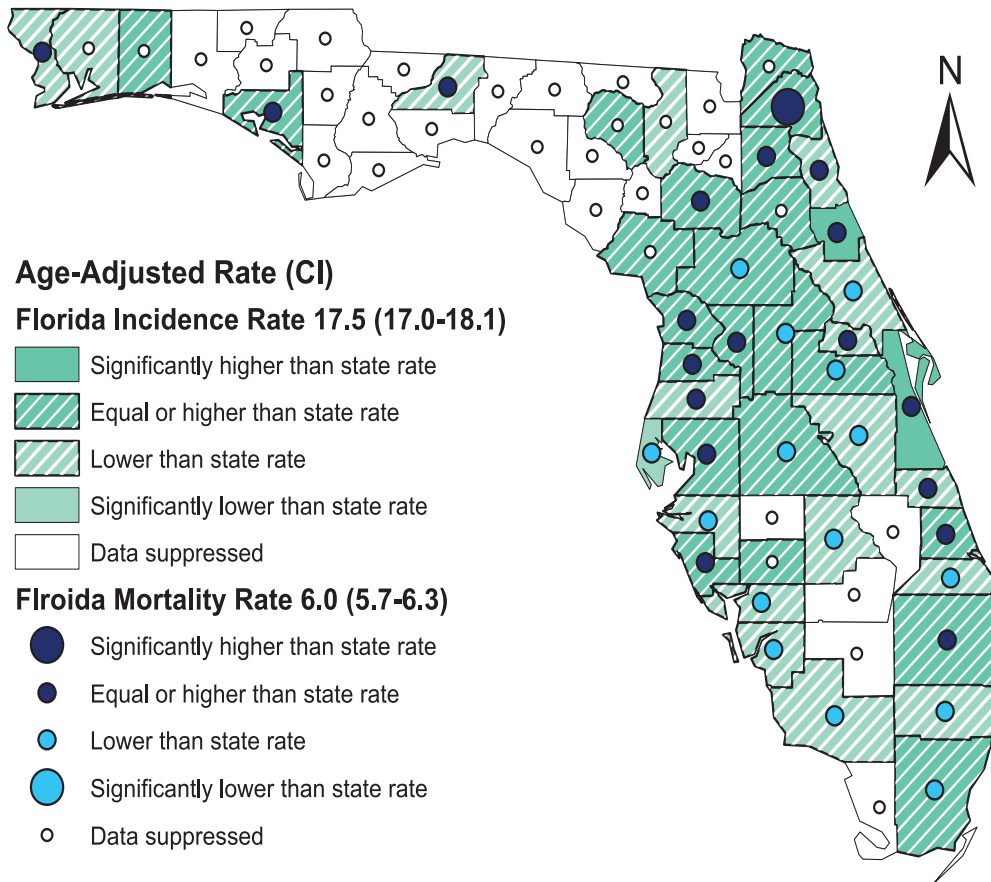 N
Age-Adjusted Rate (CI)
Florida Incidence Rate 17.5 (17.0-18.1)
Significantly higher than state rate
Equal or higher than state rate
Lower than state rate
Significantly lower than state rate
Data suppressed
Flroida Mortality Rate 6.0 (5.7-6.3)
Significantly higher than state rate
Equal or higher than state rate
Lower than state rate
Significantly lower than state rate
Data suppressed